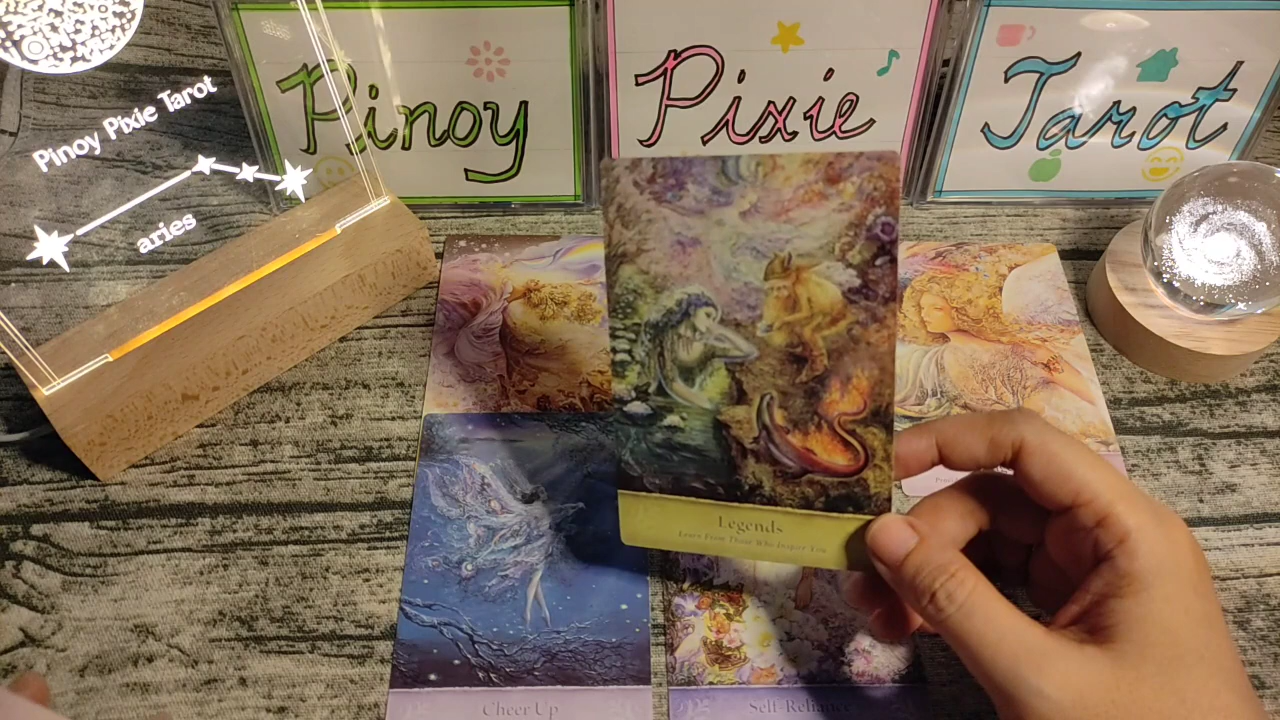 Pinoy Pixie Tarot
aries
Pinoy
Pixie
Tarot
Legends
Learn From Those Who Inspire You
Cheer Up
Self-Reliance